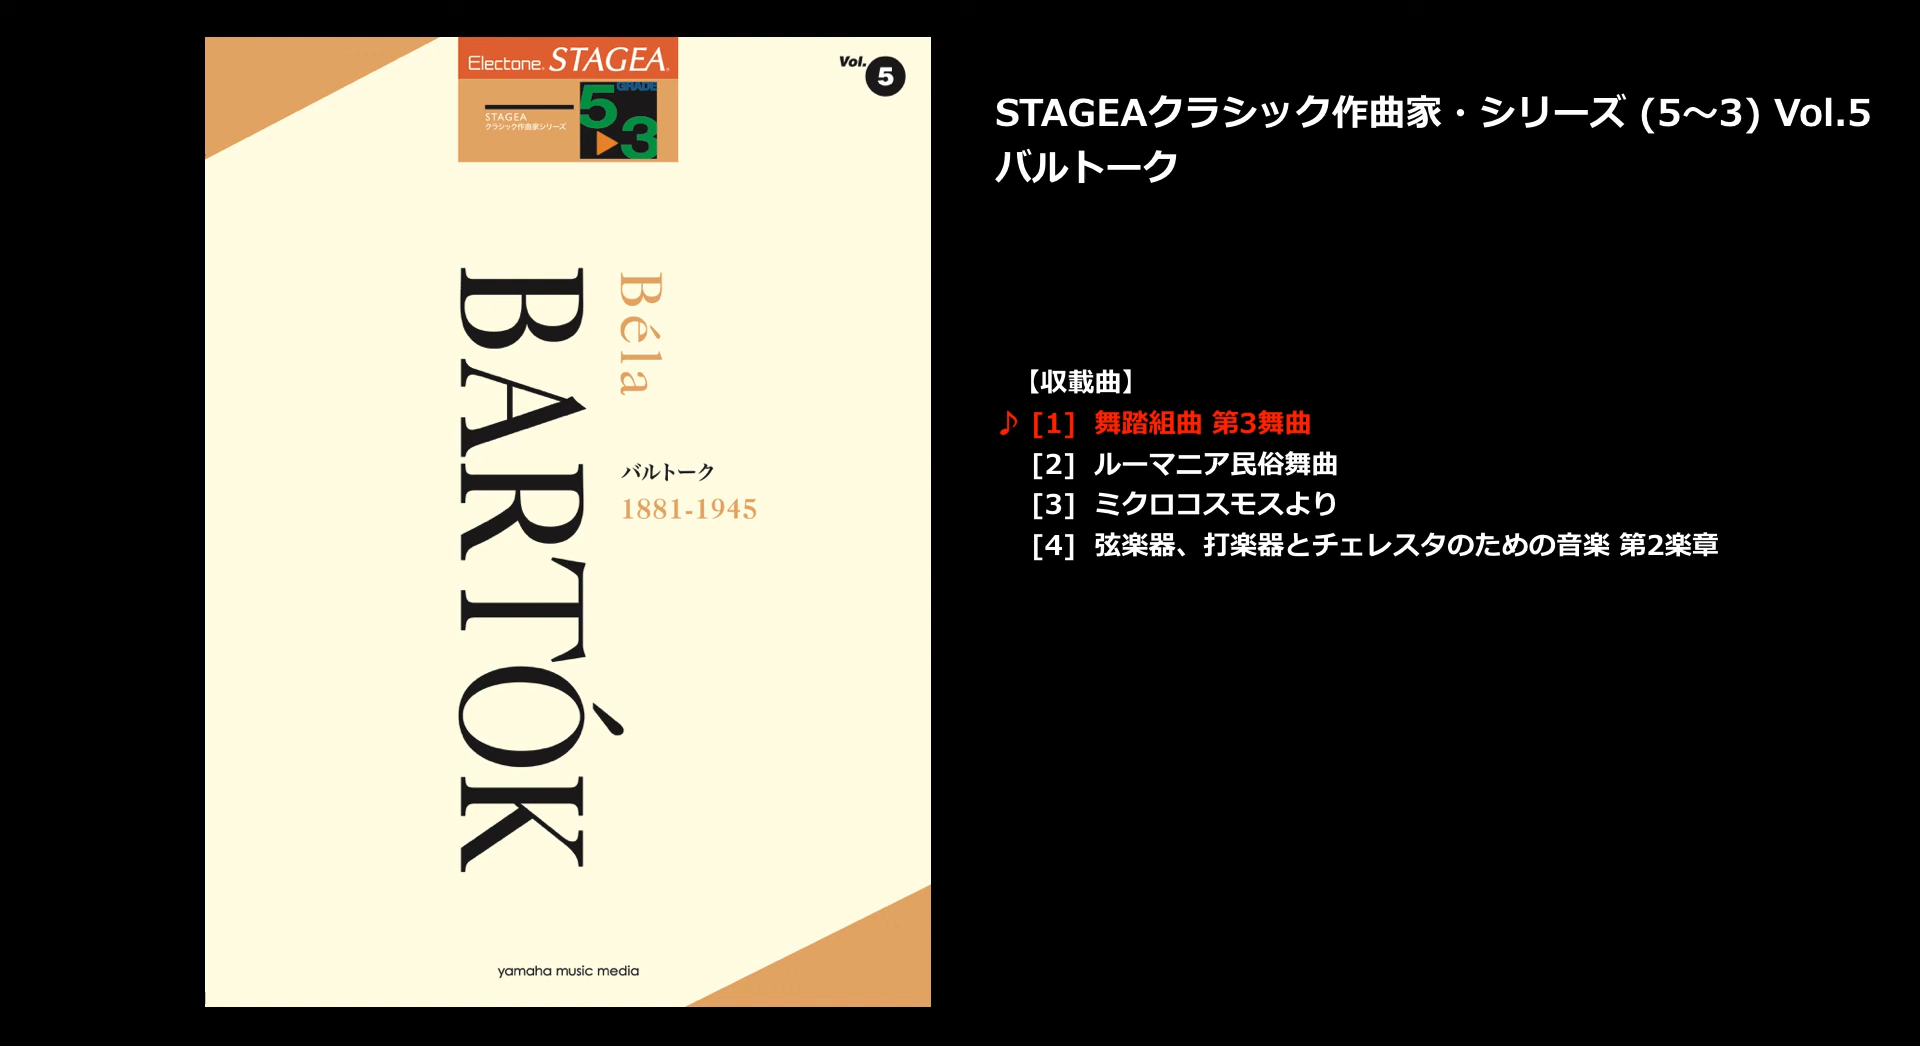 Electone® STAGEA®
STAGEA
クラシック作曲家シリーズ
GRADE
5
3
Vol. 5
Béla
BARTÓK
バルトーク
1881-1945
yamaha music media
STAGEAクラシック作曲家・シリーズ (5〜3) Vol.5
バルトーク
【収載曲】
♪ [1] 舞踏組曲 第3舞曲
[2] ルーマニア民俗舞曲
[3] ミクロコスモスより
[4] 弦楽器、打楽器とチェレスタのための音楽 第2楽章